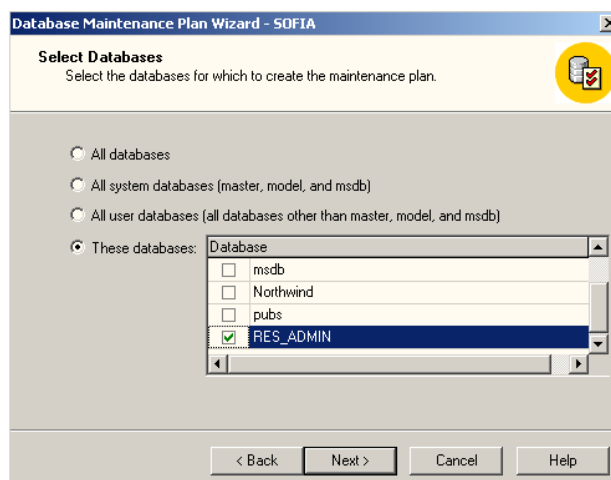 Database Maintenance Plan Wizard - SOFIA
Select Databases
Select the databases for which to create the maintenance plan.
All databases
All system databases (master, model, and msdb)
All user databases (all databases other than master, model, and msdb)
These databases:
Database
msdb
Northwind
pubs
RES_ADMIN
< Back
Next >
Cancel
Help